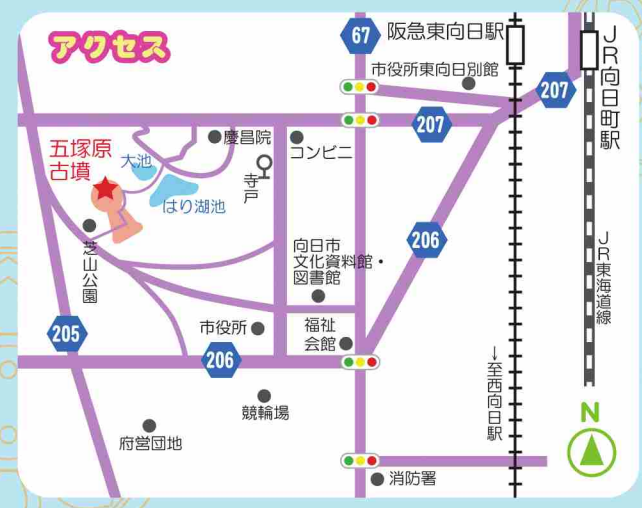 アクセス
67
阪急東向日駅
JR向日町駅
市役所東向日別館
207
207
五塚原
古墳
大池
慶昌院
コンビニ
寺戸
はり湖池
芝山公園
向日市
文化資料館・
図書館
206
JR東海道線
205
市役所
福祉
会館
206
↓至西向日駅
競輪場
府営団地
消防署
N